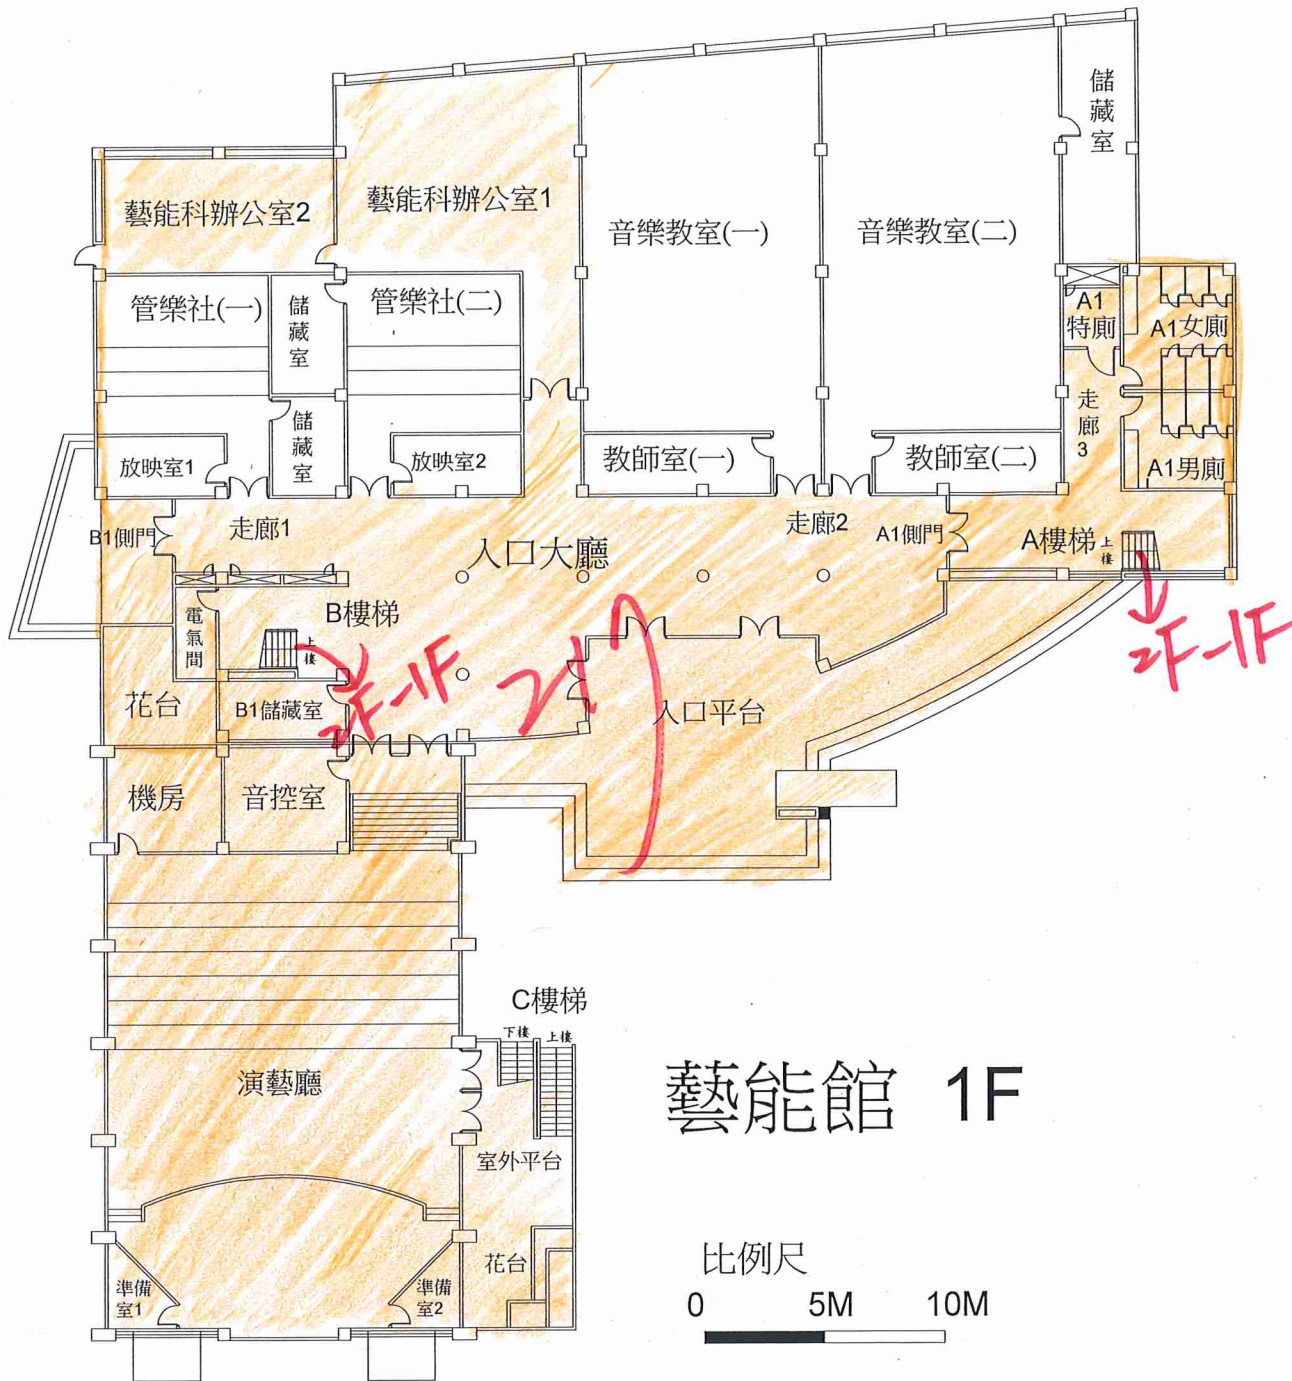 儲藏室
藝能科辦公室2
藝能科辦公室1
音樂教室(一)
音樂教室(二)
管樂社(一)
儲藏室
管樂社(二)
A1
特廁
A1女廁
走廊3
儲藏室
放映室1
放映室2
教師室(一)
教師室(二)
A1男廁
B1側門
走廊1
入口大廳
走廊2
A1側門
A樓梯
上樓
電氣間
B樓梯
上樓
2F-1F
2F-1F
花台
B1儲藏室
入口平台
機房
音控室
C樓梯
下樓
上樓
演藝廳
藝能館 1F
室外平台
花台
準備室1
準備室2
比例尺
0 5M 10M